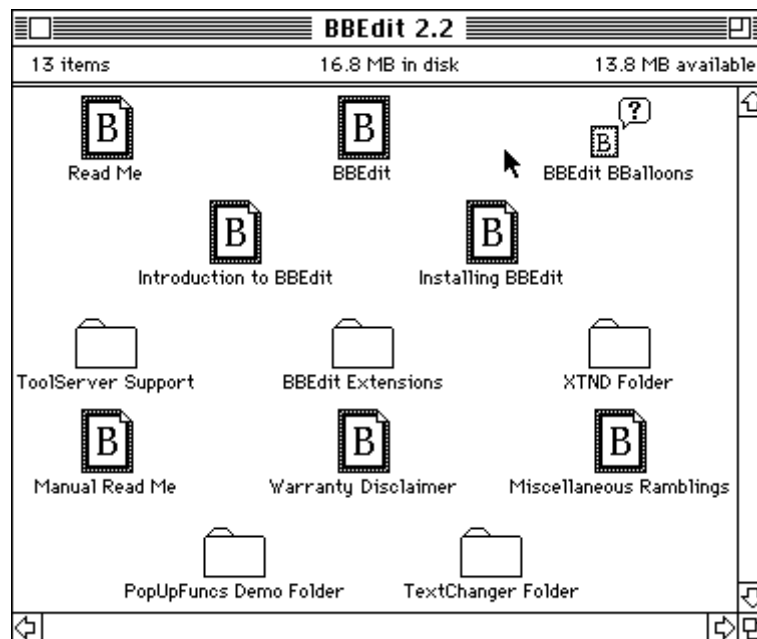 BBEdit 2.2
13 items 16.8 MB in disk 13.8 MB available
B B ? B
Read Me BBEdit BBEdit BBalloons
B B
Introduction to BBEdit Installing BBEdit
ToolServer Support BBEdit Extensions XTND Folder
B B B
Manual Read Me Warranty Disclaimer Miscellaneous Ramblings
PopUpFuncs Demo Folder TextChanger Folder